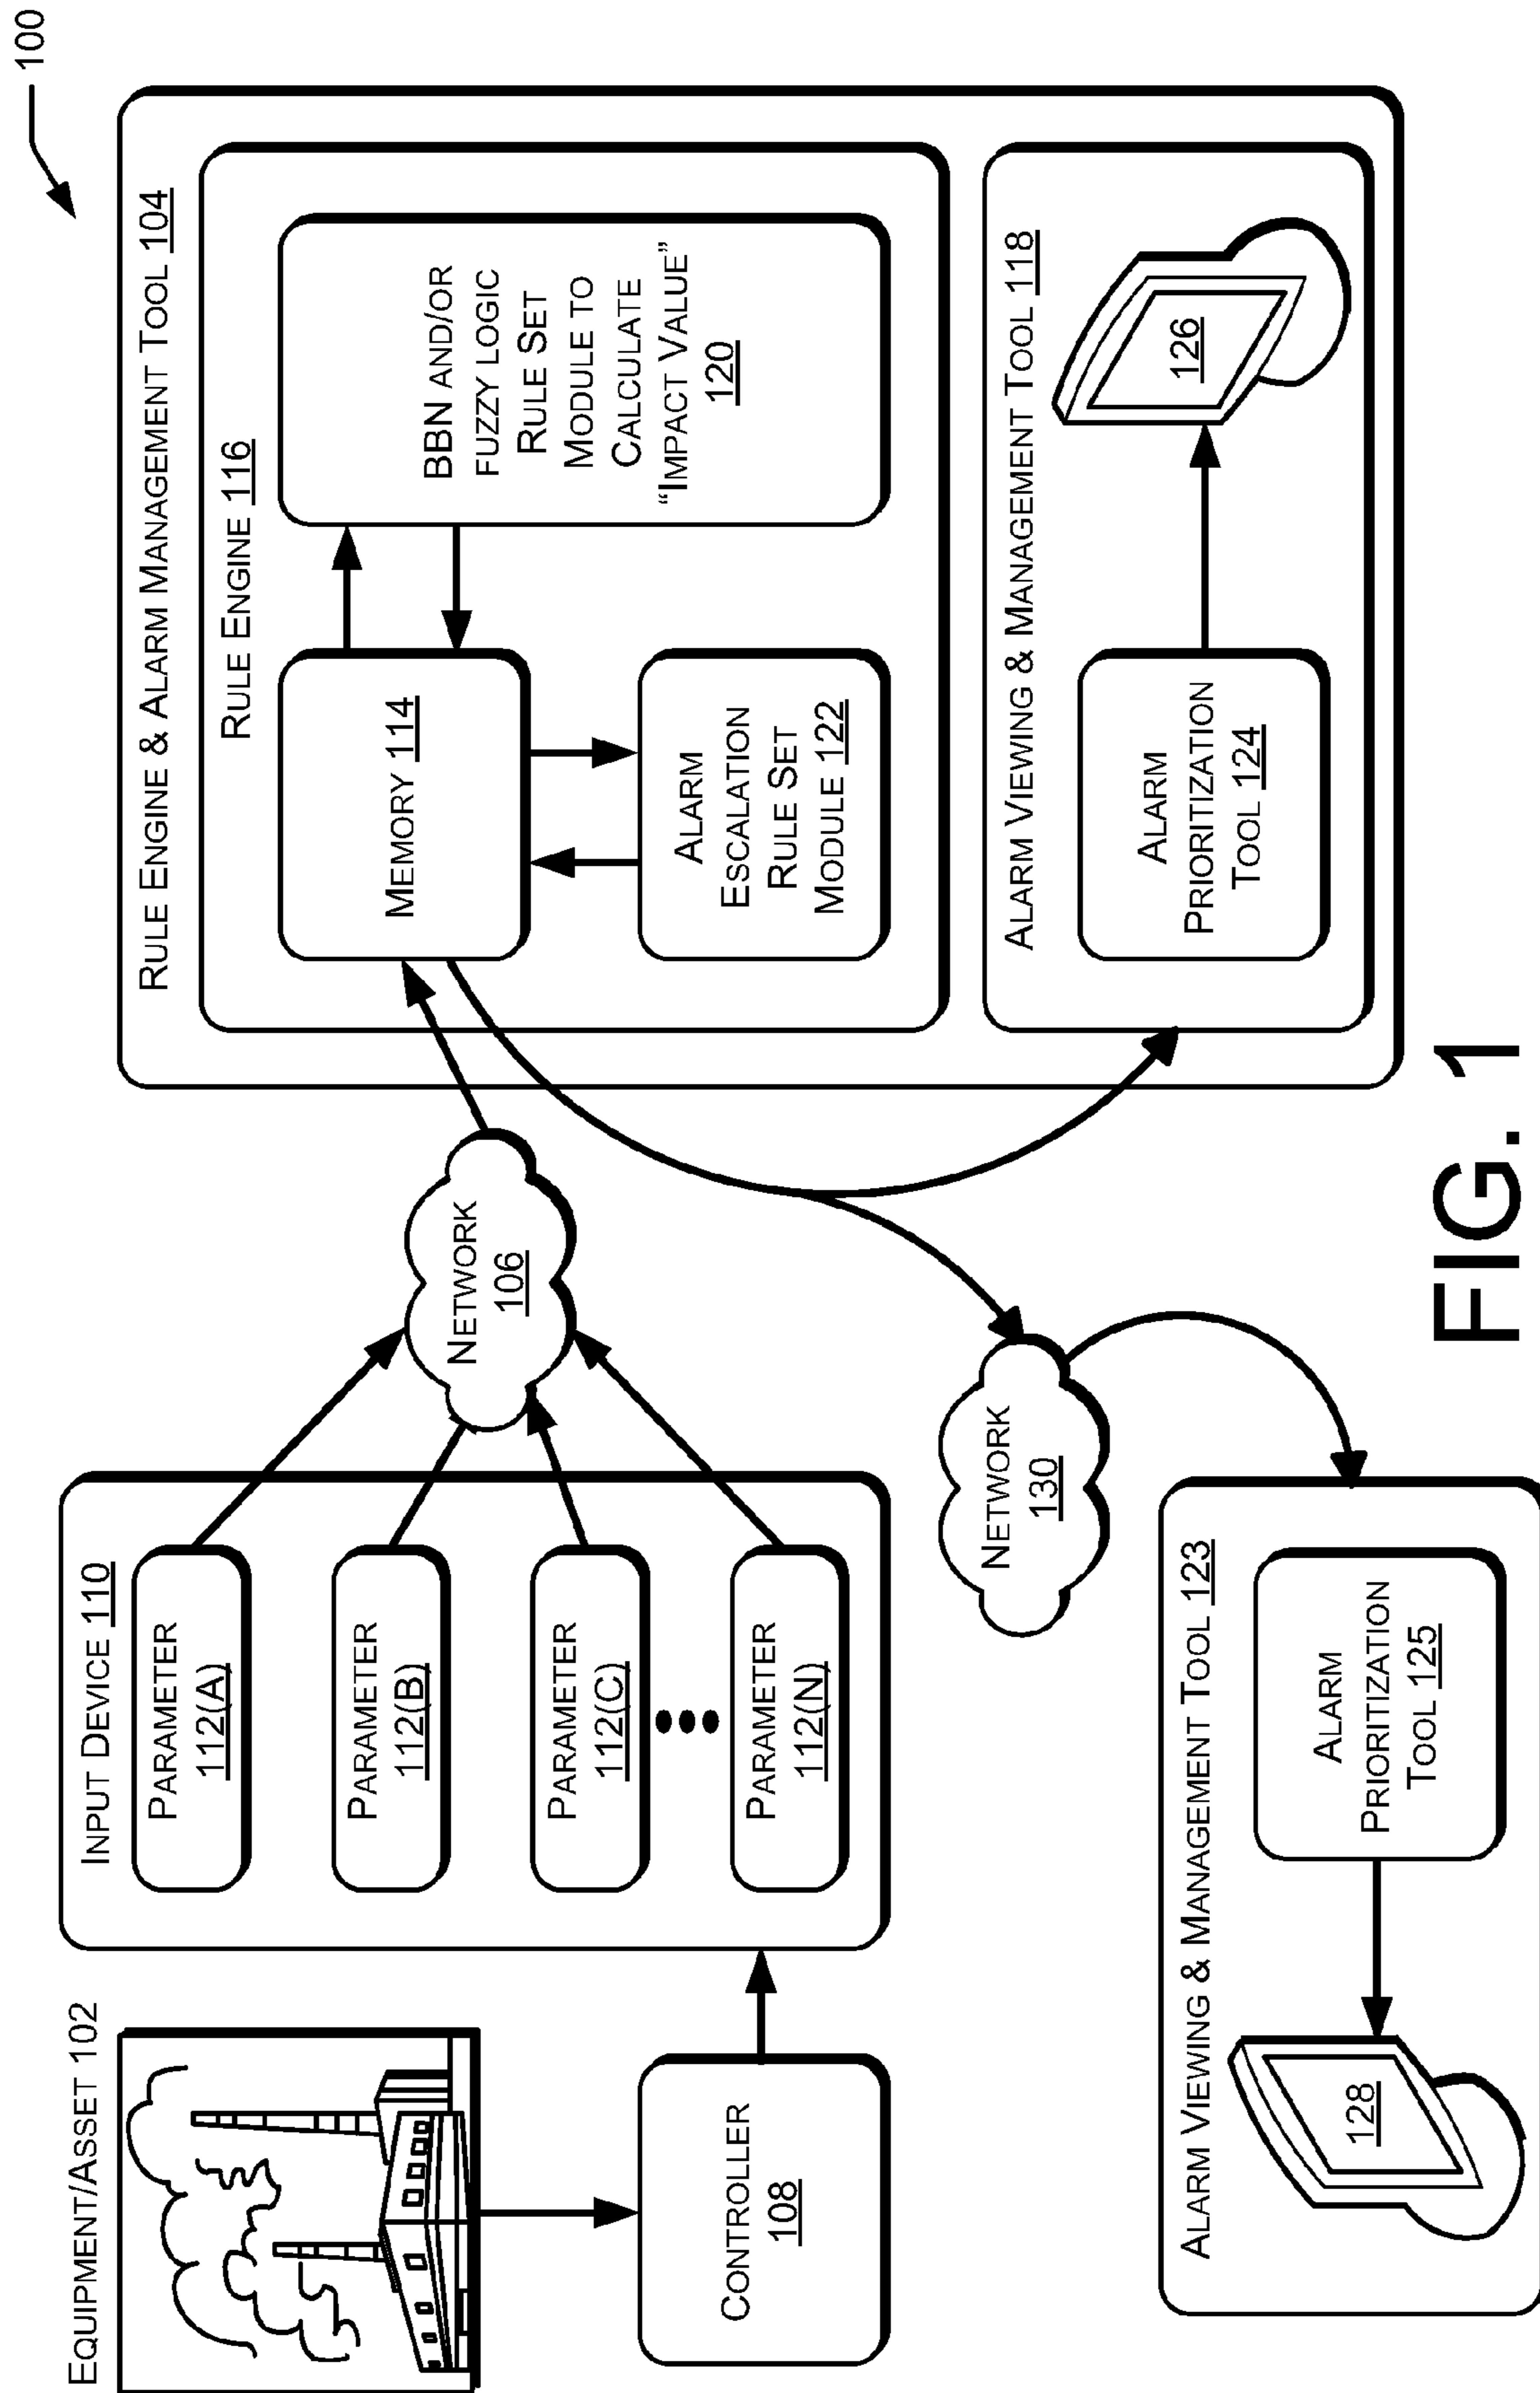 100
EQUIPMENT/ASSET 102
CONTROLLER
108
INPUT DEVICE 110
PARAMETER
112(A)
PARAMETER
112(B)
PARAMETER
112(C)
PARAMETER
112(N)
NETWORK
106
RULE ENGINE & ALARM MANAGEMENT TOOL 104
RULE ENGINE 116
MEMORY 114
BBN AND/OR
FUZZY LOGIC
RULE SET
MODULE TO
CALCULATE
“IMPACT VALUE”
120
ALARM
ESCALATION
RULE SET
MODULE 122
ALARM VIEWING & MANAGEMENT TOOL 118
ALARM
PRIORITIZATION
TOOL 124
126
NETWORK
130
ALARM VIEWING & MANAGEMENT TOOL 123
ALARM
PRIORITIZATION
TOOL 125
128
FIG. 1